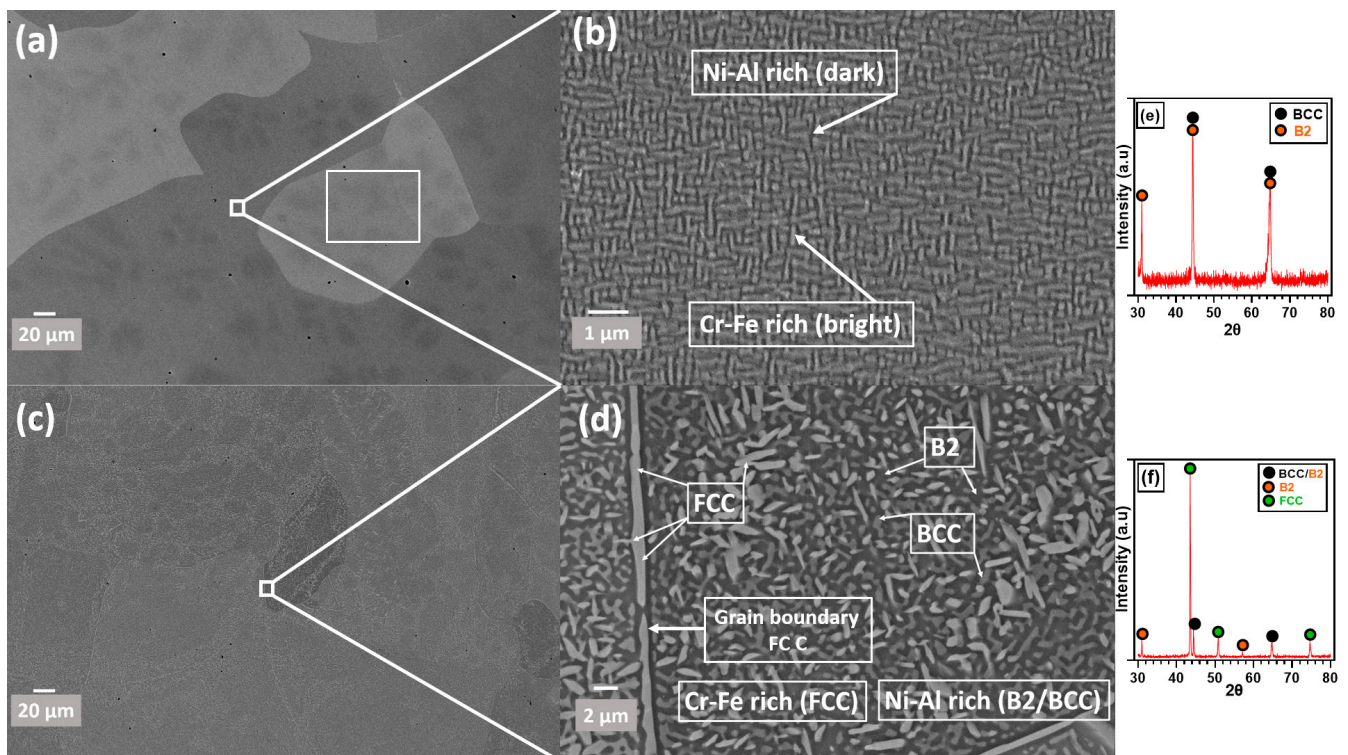 (a)
20 µm
(b)
Ni-Al rich (dark)
Cr-Fe rich (bright)
1 µm
(e)
BCC
B2
Intensity (a.u)
30 40 50 60 70 80
2θ
(c)
20 µm
(d)
B2
FCC
BCC
Grain boundary
FC C
2 µm
Cr-Fe rich (FCC)
Ni-Al rich (B2/BCC)
(f)
BCC/B2
B2
FCC
Intensity (a.u)
30 40 50 60 70 80
2θ